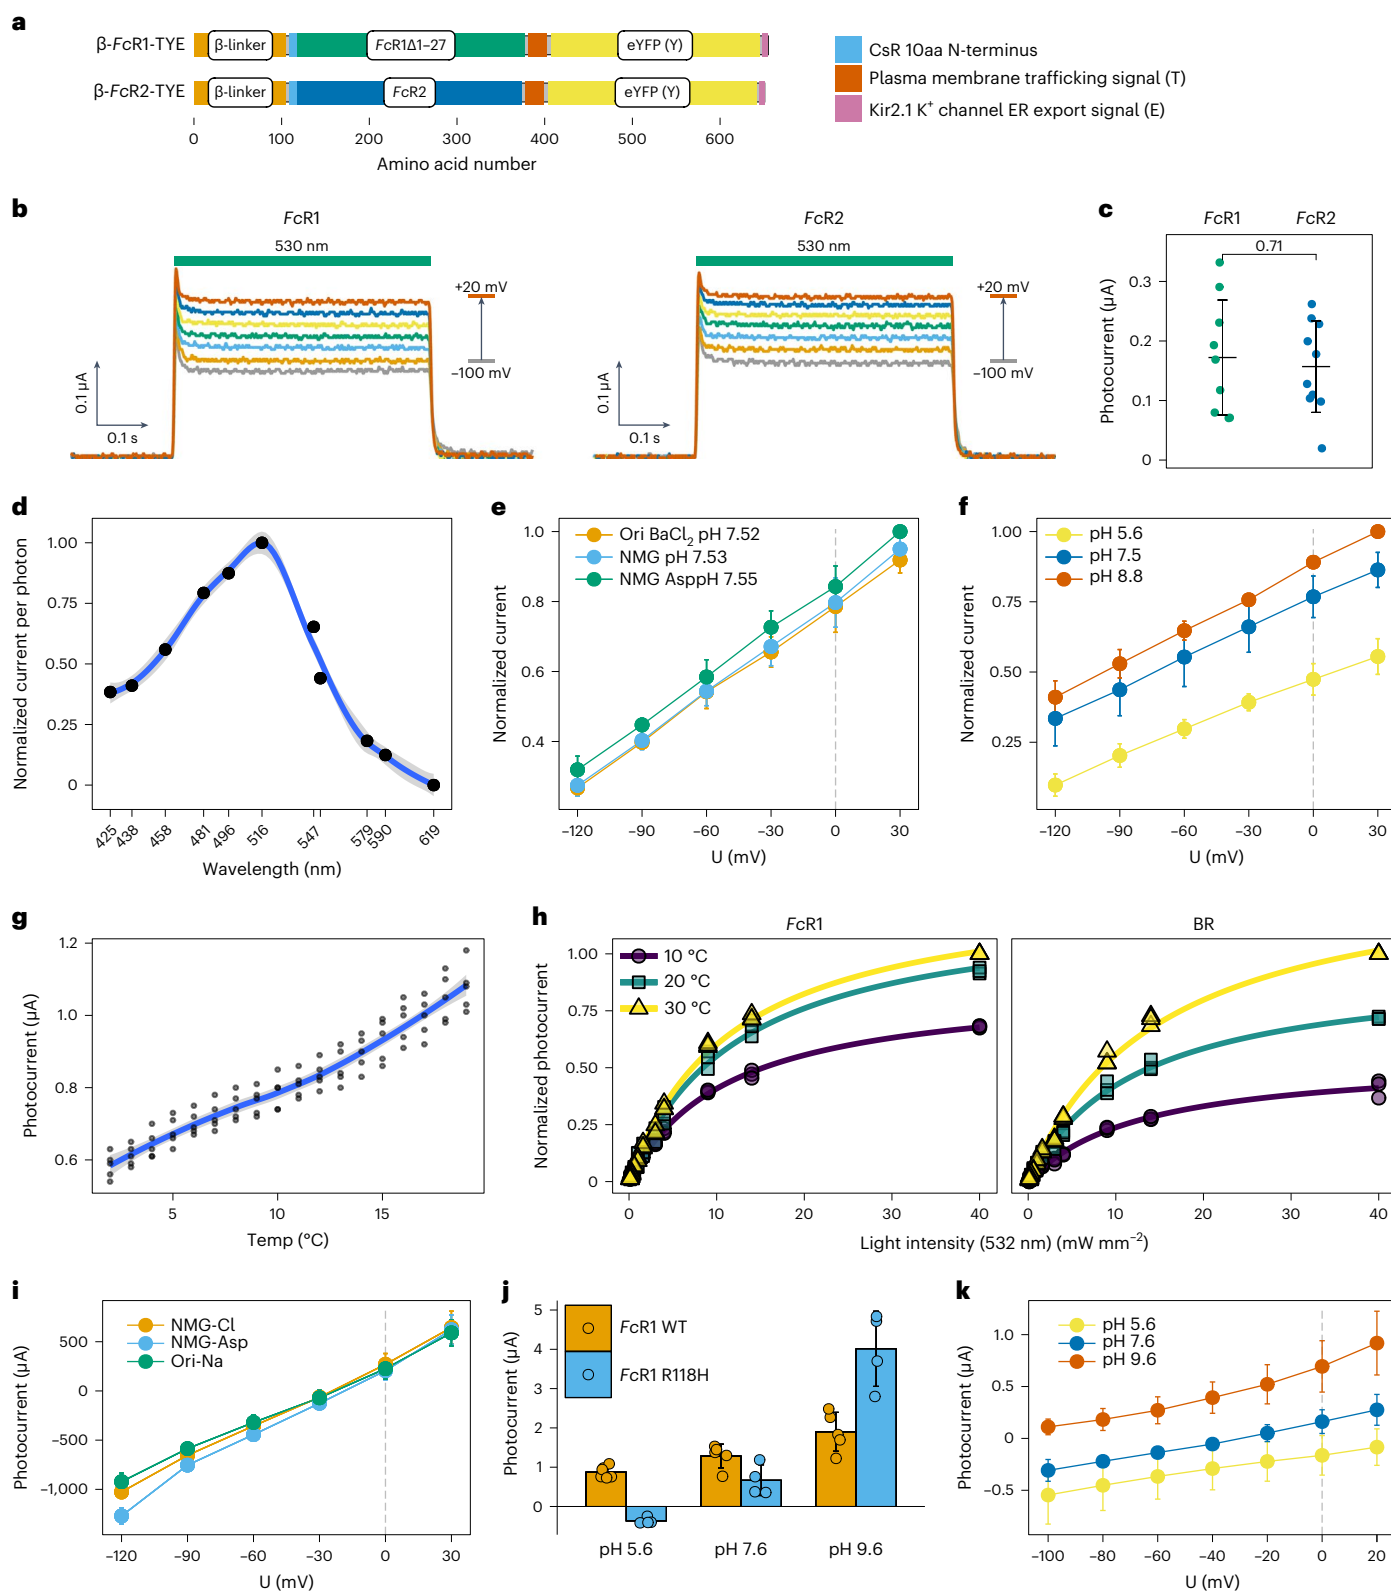 a
β-FcR1-TYE
β-linker
FcR1Δ1–27
eYFP (Y)
β-FcR2-TYE
β-linker
FcR2
eYFP (Y)
0 100 200 300 400 500 600
Amino acid number
CsR 10aa N-terminus
Plasma membrane trafficking signal (T)
Kir2.1 K⁺ channel ER export signal (E)
b
FcR1
530 nm
+20 mV
–100 mV
0.1 µA
0.1 s
FcR2
530 nm
+20 mV
–100 mV
0.1 µA
0.1 s
c
FcR1 FcR2
0.71
Photocurrent (µA)
0.3
0.2
0.1
0
d
Normalized current per photon
1.00
0.75
0.50
0.25
0
425 438 458 481 496 516 547 579 590 619
Wavelength (nm)
e
Normalized current
1.0
0.8
0.6
0.4
Ori BaCl₂ pH 7.52
NMG pH 7.53
NMG AsppH 7.55
–120 –90 –60 –30 0 30
U (mV)
f
Normalized current
1.00
0.75
0.50
0.25
pH 5.6
pH 7.5
pH 8.8
–120 –90 –60 –30 0 30
U (mV)
g
Photocurrent (µA)
1.2
1.0
0.8
0.6
5 10 15
Temp (°C)
h
FcR1
BR
Normalized photocurrent
1.00
0.75
0.50
0.25
0
10 °C
20 °C
30 °C
0 10 20 30 40
0 10 20 30 40
Light intensity (532 nm) (mW mm⁻²)
i
Photocurrent (µA)
500
0
–500
–1,000
NMG-Cl
NMG-Asp
Ori-Na
–120 –90 –60 –30 0 30
U (mV)
j
Photocurrent (µA)
5
4
3
2
1
0
FcR1 WT
FcR1 R118H
pH 5.6 pH 7.6 pH 9.6
k
Photocurrent (µA)
1.0
0.5
0
–0.5
pH 5.6
pH 7.6
pH 9.6
–100 –80 –60 –40 –20 0 20
U (mV)